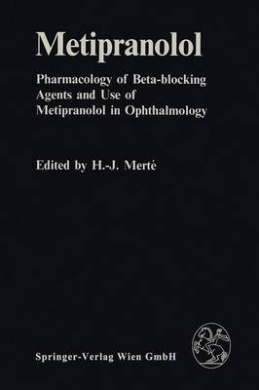 Metipranolol
Pharmacology of Beta-blocking
Agents and Use of
Metipranolol in Ophthalmology
Edited by H.-J. Merté
Springer-Verlag Wien GmbH